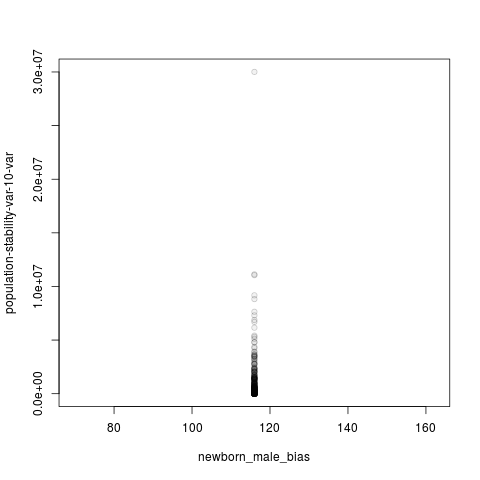 population-stability-var-10-var
3.0e+07
2.0e+07
1.0e+07
0.0e+00
80
100
120
140
160
newborn_male_bias